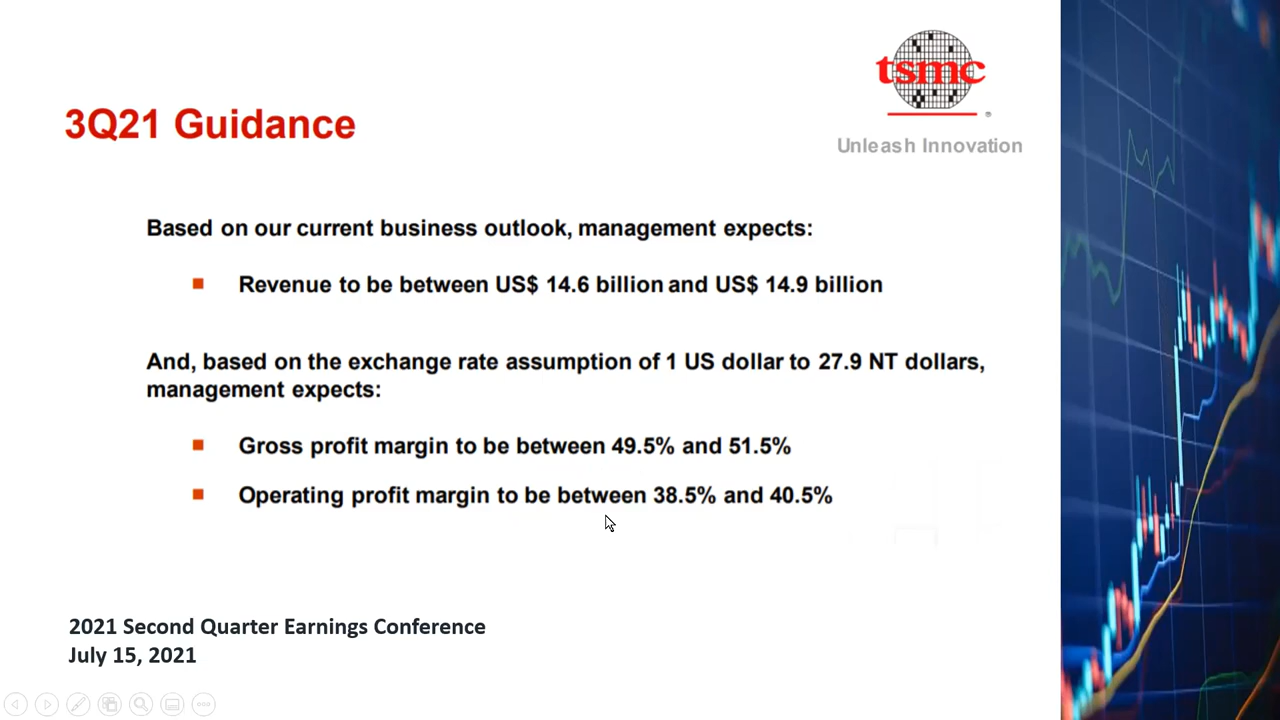 tsmc
Unleash Innovation
3Q21 Guidance
Based on our current business outlook, management expects:
Revenue to be between US$ 14.6 billion and US$ 14.9 billion
And, based on the exchange rate assumption of 1 US dollar to 27.9 NT dollars,
management expects:
Gross profit margin to be between 49.5% and 51.5%
Operating profit margin to be between 38.5% and 40.5%
2021 Second Quarter Earnings Conference
July 15, 2021